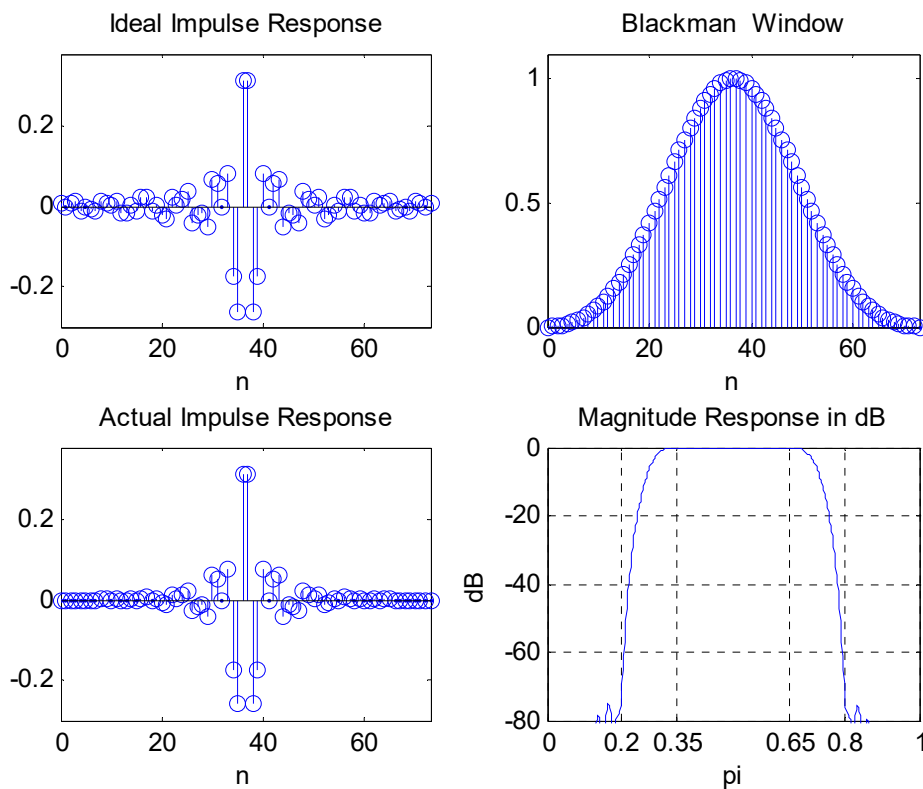 Ideal Impulse Response
0.2
0
-0.2
0 20 40 60
n
Blackman Window
1
0.5
0
0 20 40 60
n
Actual Impulse Response
0.2
0
-0.2
0 20 40 60
n
Magnitude Response in dB
0
-20
-40
-60
-80
dB
0 0.2 0.35 0.65 0.8 1
pi